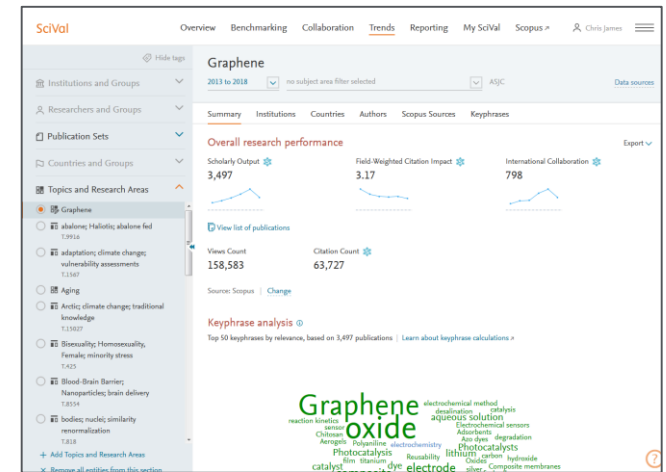 SciVal
Overview Benchmarking Collaboration Trends Reporting My SciVal Scopus Chris James
Hide tags
Institutions and Groups
Researchers and Groups
Publication Sets
Countries and Groups
Topics and Research Areas
Graphene
abalone; Haliotis; abalone fed
T.9916
adaptation; climate change;
vulnerability assessments
T.1567
Aging
Arctic; climate change; traditional
knowledge
T.15027
Bisexuality; Homosexuality,
Female; minority stress
T.425
Blood-Brain Barrier;
Nanoparticles; brain delivery
T.8554
bodies; nuclei; similarity
renormalization
T.818
+ Add Topics and Research Areas
× Remove all entities from this section
Graphene
2013 to 2018 no subject area filter selected ASJC Data sources
Summary Institutions Countries Authors Scopus Sources Keyphrases
Overall research performance Export
Scholarly Output Field-Weighted Citation Impact International Collaboration
3,497 3.17 798
View list of publications
Views Count Citation Count
158,583 63,727
Source: Scopus | Change
Keyphrase analysis
Top 50 keyphrases by relevance, based on 3,497 publications | Learn about keyphrase calculations
Graphene electrochemical method
desalination catalysis
reaction kinetics oxide aqueous solution
sensor Electrochemical sensors
Chitosan Adsorbents
Aerogels Polyaniline electrochemistry Azo dyes degradation
Photocatalysis Photocatalysts
film titanium Reusability lithium carbon hydroxide
catalyst dye electrode Oxides Composite membranes
composite silver